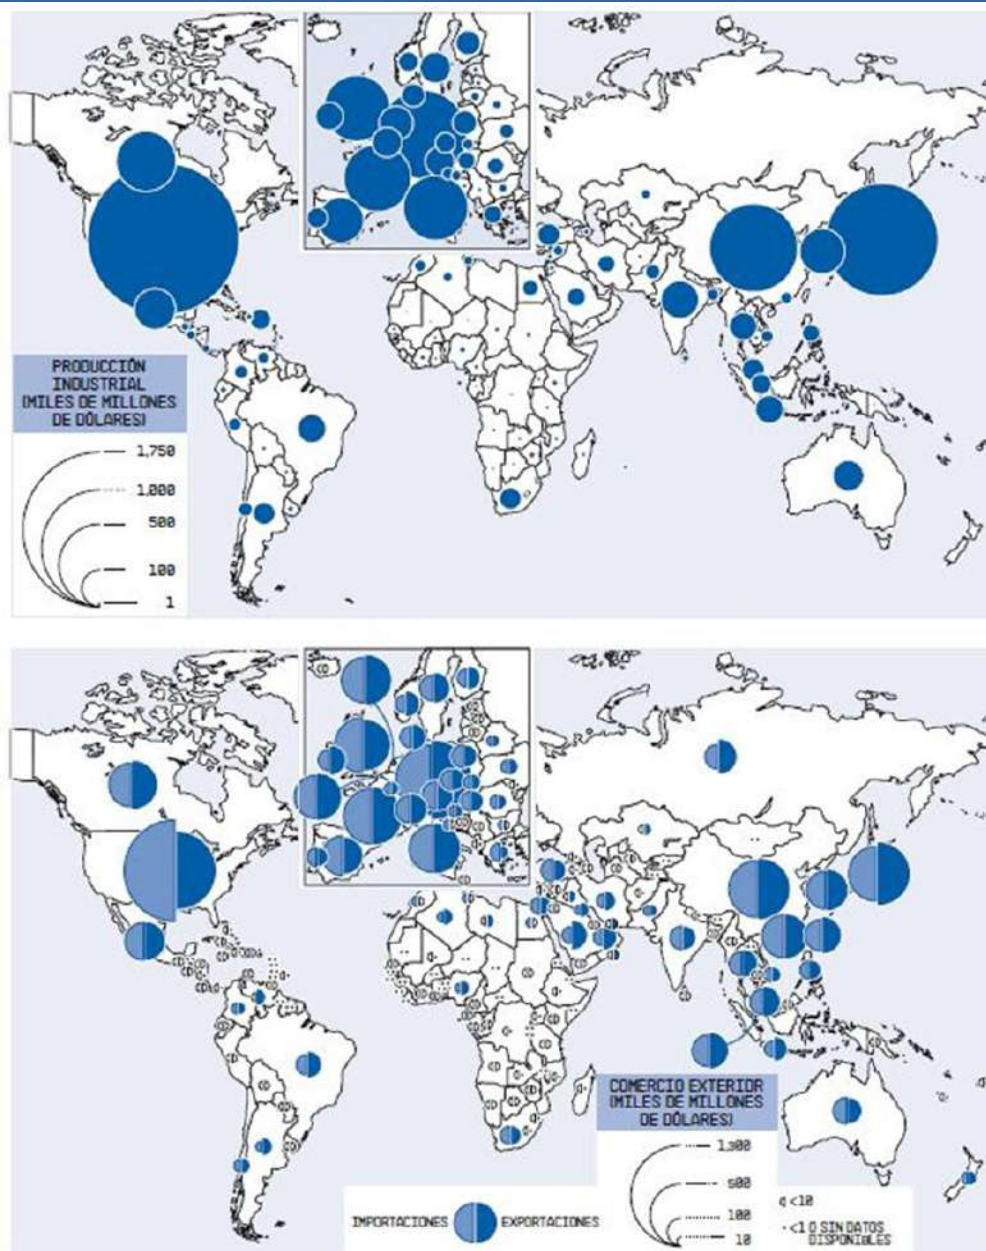 PRODUCCIÓN
INDUSTRIAL
(MILES DE MILLONES
DE DÓLARES)
1,750
1,000
500
100
1
COMERCIO EXTERIOR
(MILES DE MILLONES
DE DÓLARES)
1,300
500
100
10
<10
<1 O SIN DATOS
DISPONIBLES
IMPORTACIONES
EXPORTACIONES